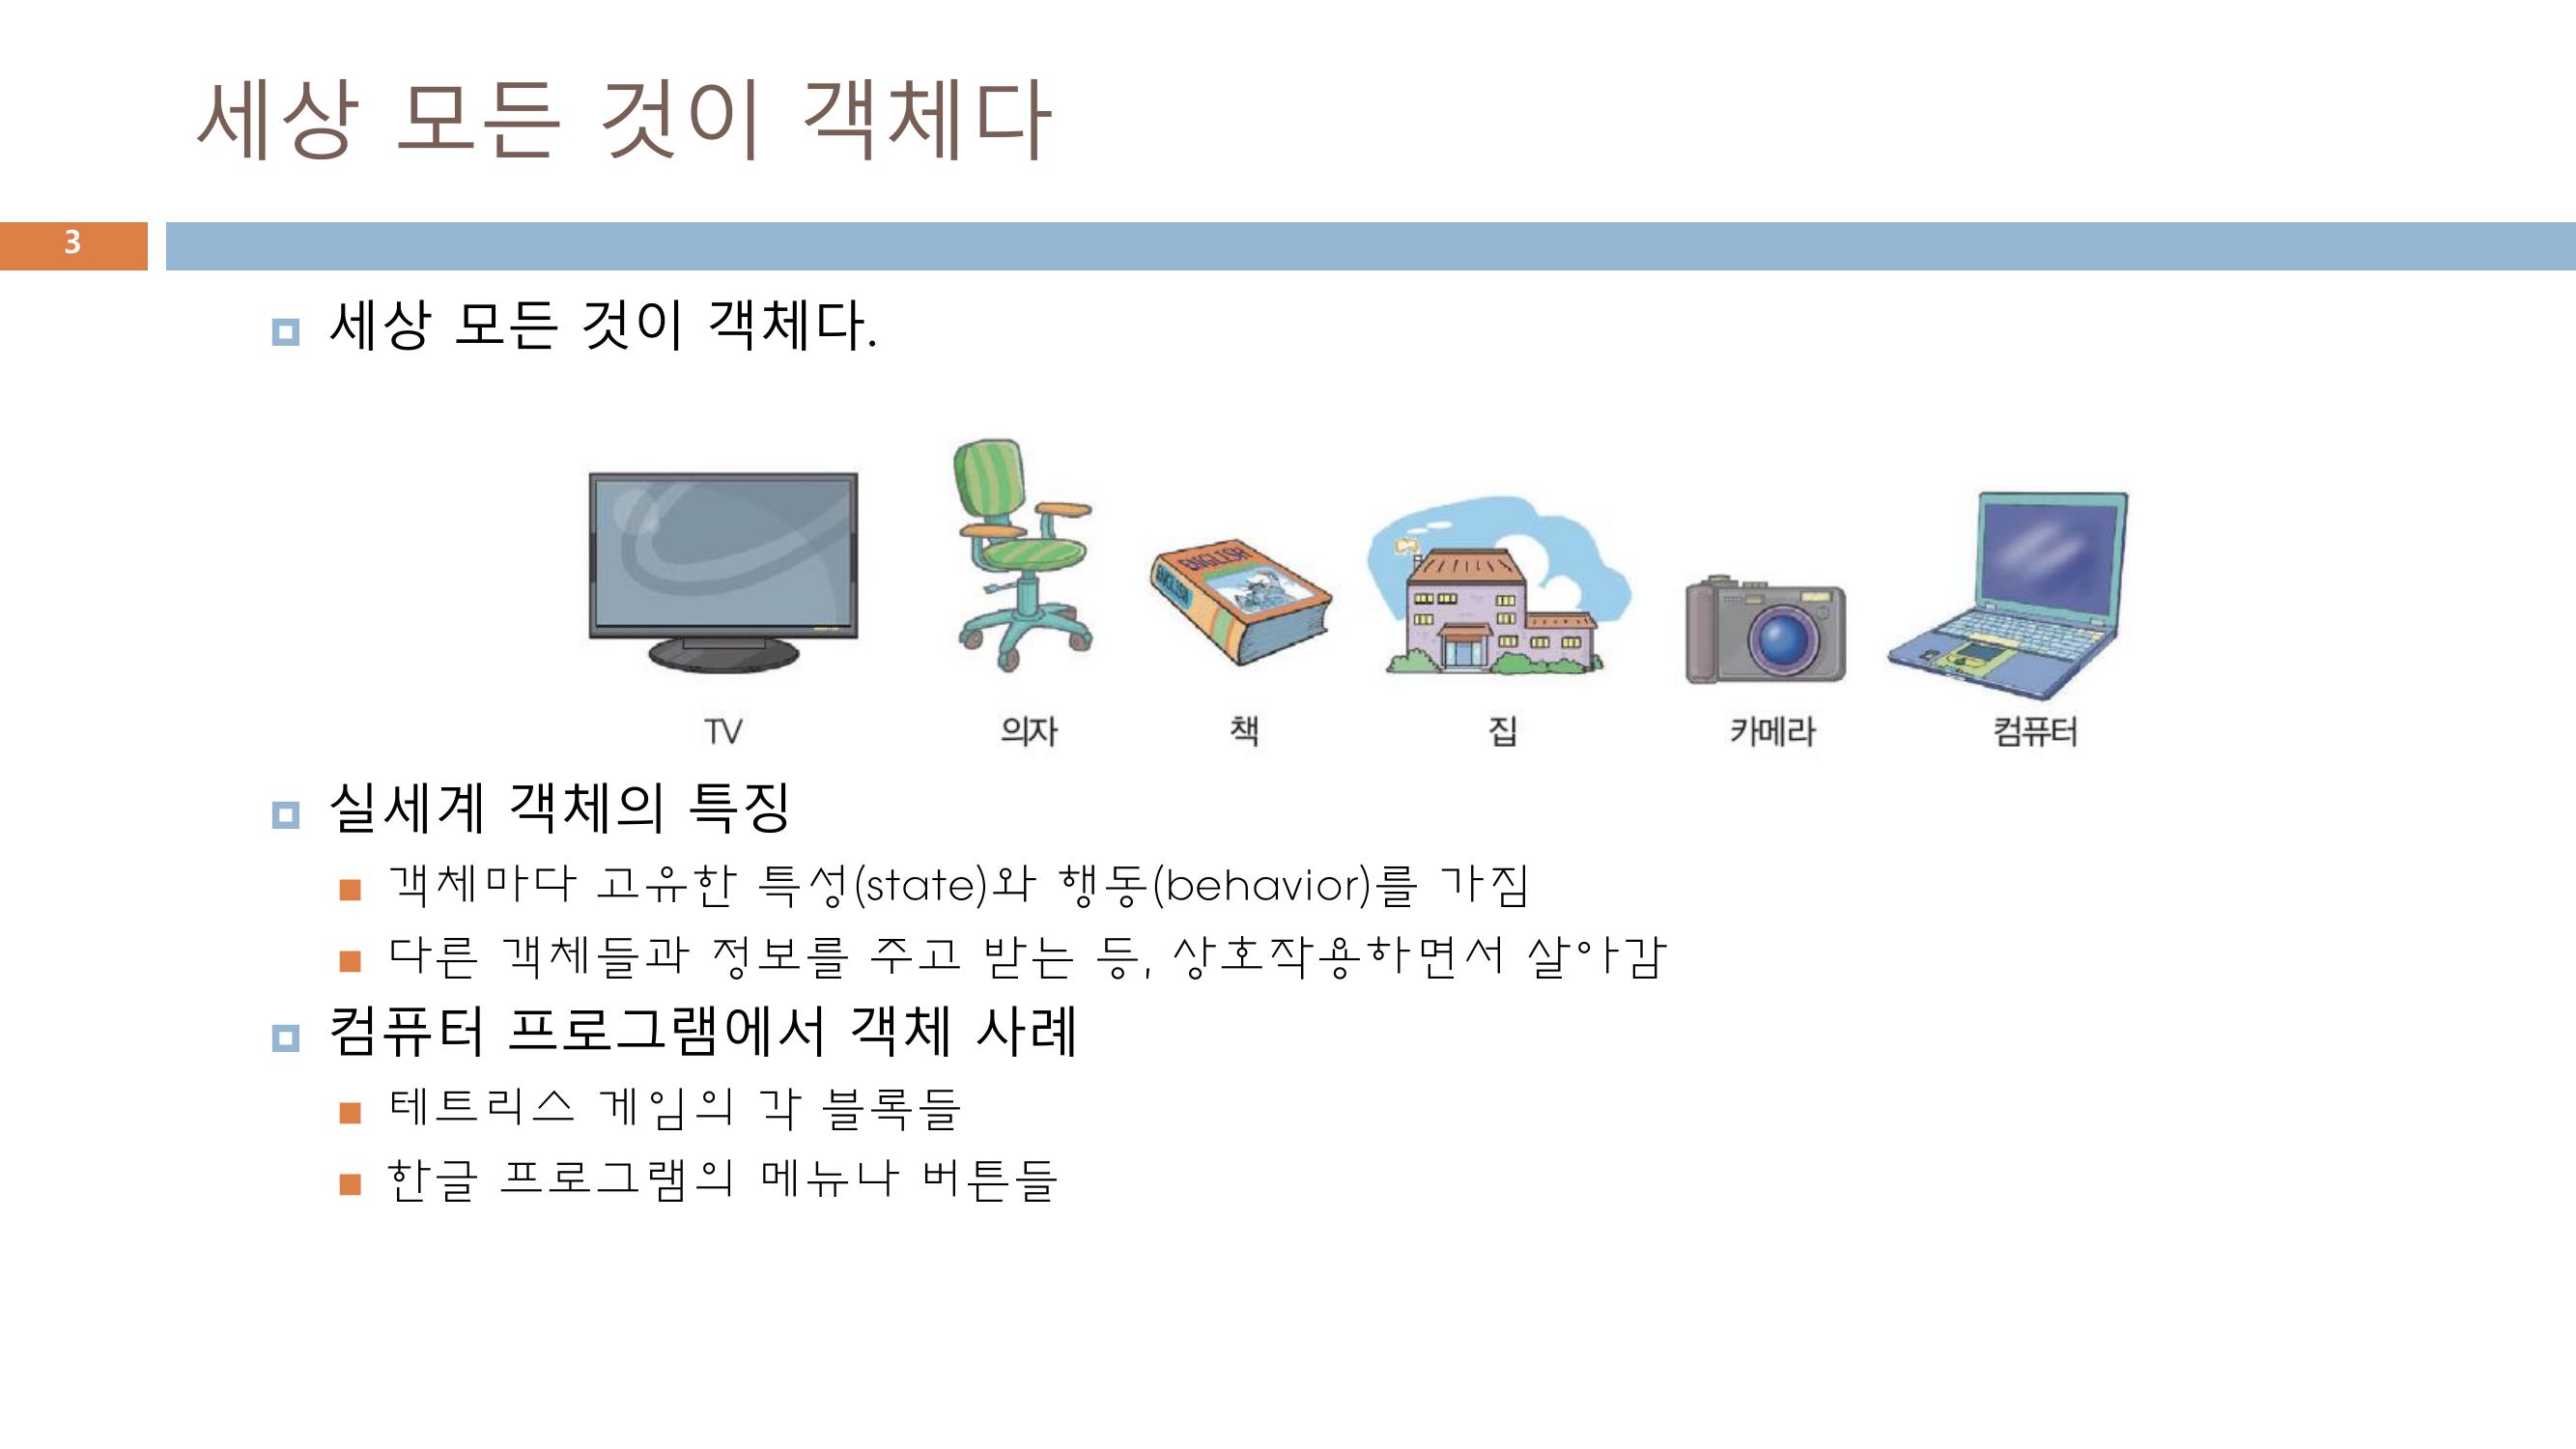 세상 모든 것이 객체다
3
세상 모든 것이 객체다.
ENGLISH
ENGLISH
TV 의자 책 집 카메라 컴퓨터
실세계 객체의 특징
객체마다 고유한 특성(state)와 행동(behavior)를 가짐
다른 객체들과 정보를 주고 받는 등, 상호작용하면서 살아감
컴퓨터 프로그램에서 객체 사례
테트리스 게임의 각 블록들
한글 프로그램의 메뉴나 버튼들